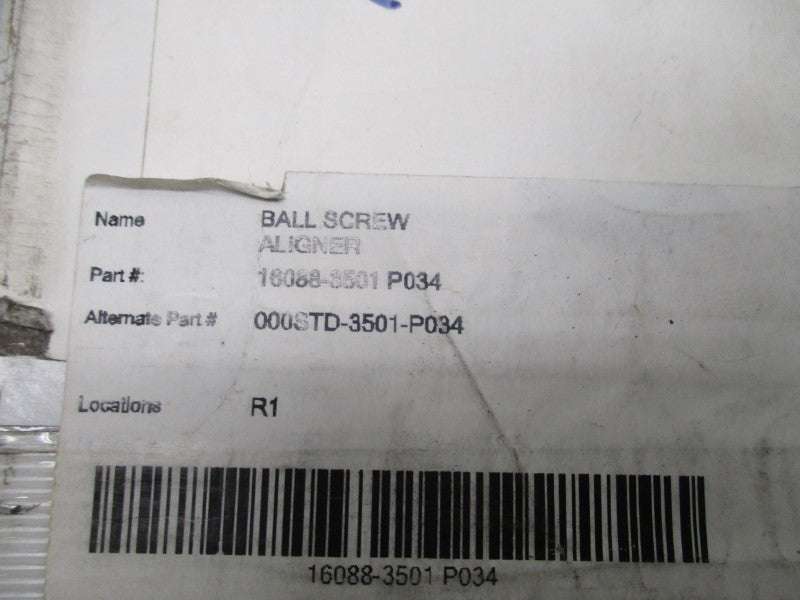 Name BALL SCREW
ALIGNER
Part #: 16088-3501 P034
Alternate Part # 000STD-3501-P034
Locations R1
16088-3501 P034